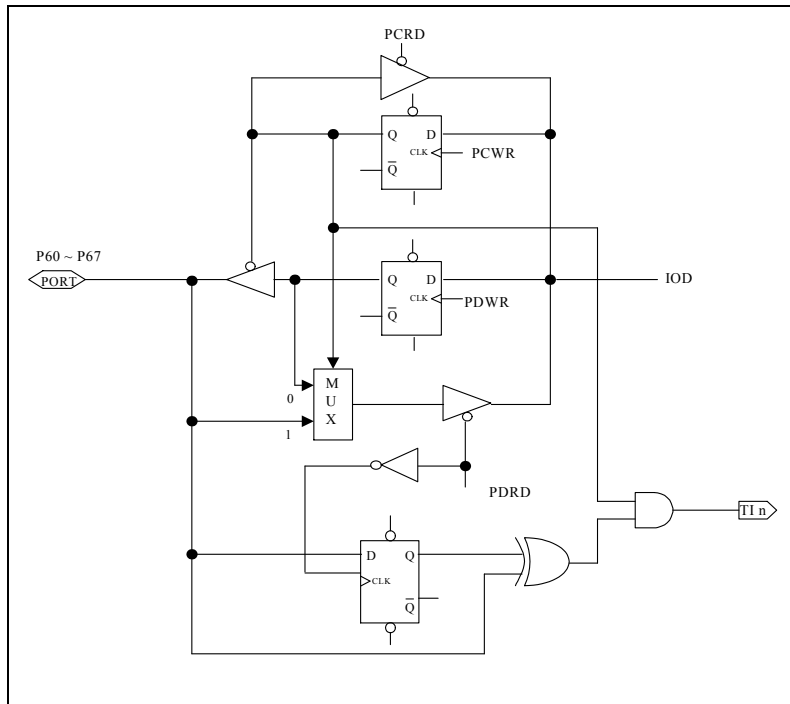 PCRD
Q D
CLK
PCWR
Q̅
P60 ~ P67
PORT
Q D
CLK
PDWR
Q̅
IOD
0
1
M
U
X
PDRD
TI n
D Q
CLK
Q̅